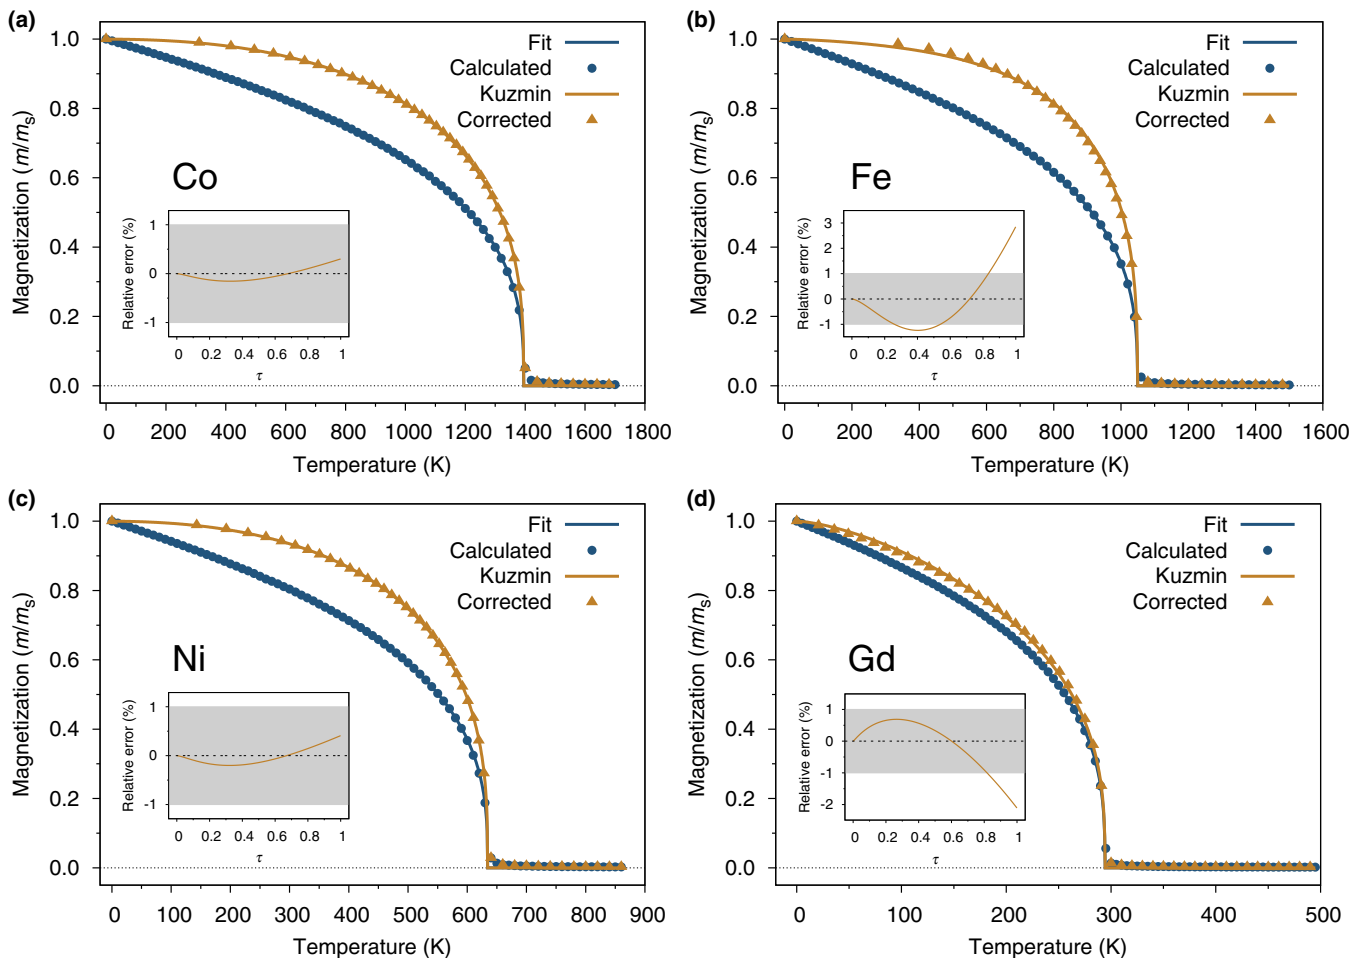 (a)
Magnetization (m/ms)
1.0
0.8
0.6
0.4
0.2
0.0
Fit
Calculated
Kuzmin
Corrected
Co
Relative error (%)
1
0
-1
0 0.2 0.4 0.6 0.8 1
τ
0 200 400 600 800 1000 1200 1400 1600 1800
Temperature (K)
(b)
Magnetization (m/ms)
1.0
0.8
0.6
0.4
0.2
0.0
Fit
Calculated
Kuzmin
Corrected
Fe
Relative error (%)
3
2
1
0
-1
0 0.2 0.4 0.6 0.8 1
τ
0 200 400 600 800 1000 1200 1400 1600
Temperature (K)
(c)
Magnetization (m/ms)
1.0
0.8
0.6
0.4
0.2
0.0
Fit
Calculated
Kuzmin
Corrected
Ni
Relative error (%)
1
0
-1
0 0.2 0.4 0.6 0.8 1
τ
0 100 200 300 400 500 600 700 800 900
Temperature (K)
(d)
Magnetization (m/ms)
1.0
0.8
0.6
0.4
0.2
0.0
Fit
Calculated
Kuzmin
Corrected
Gd
Relative error (%)
1
0
-1
-2
0 0.2 0.4 0.6 0.8 1
τ
0 100 200 300 400 500
Temperature (K)